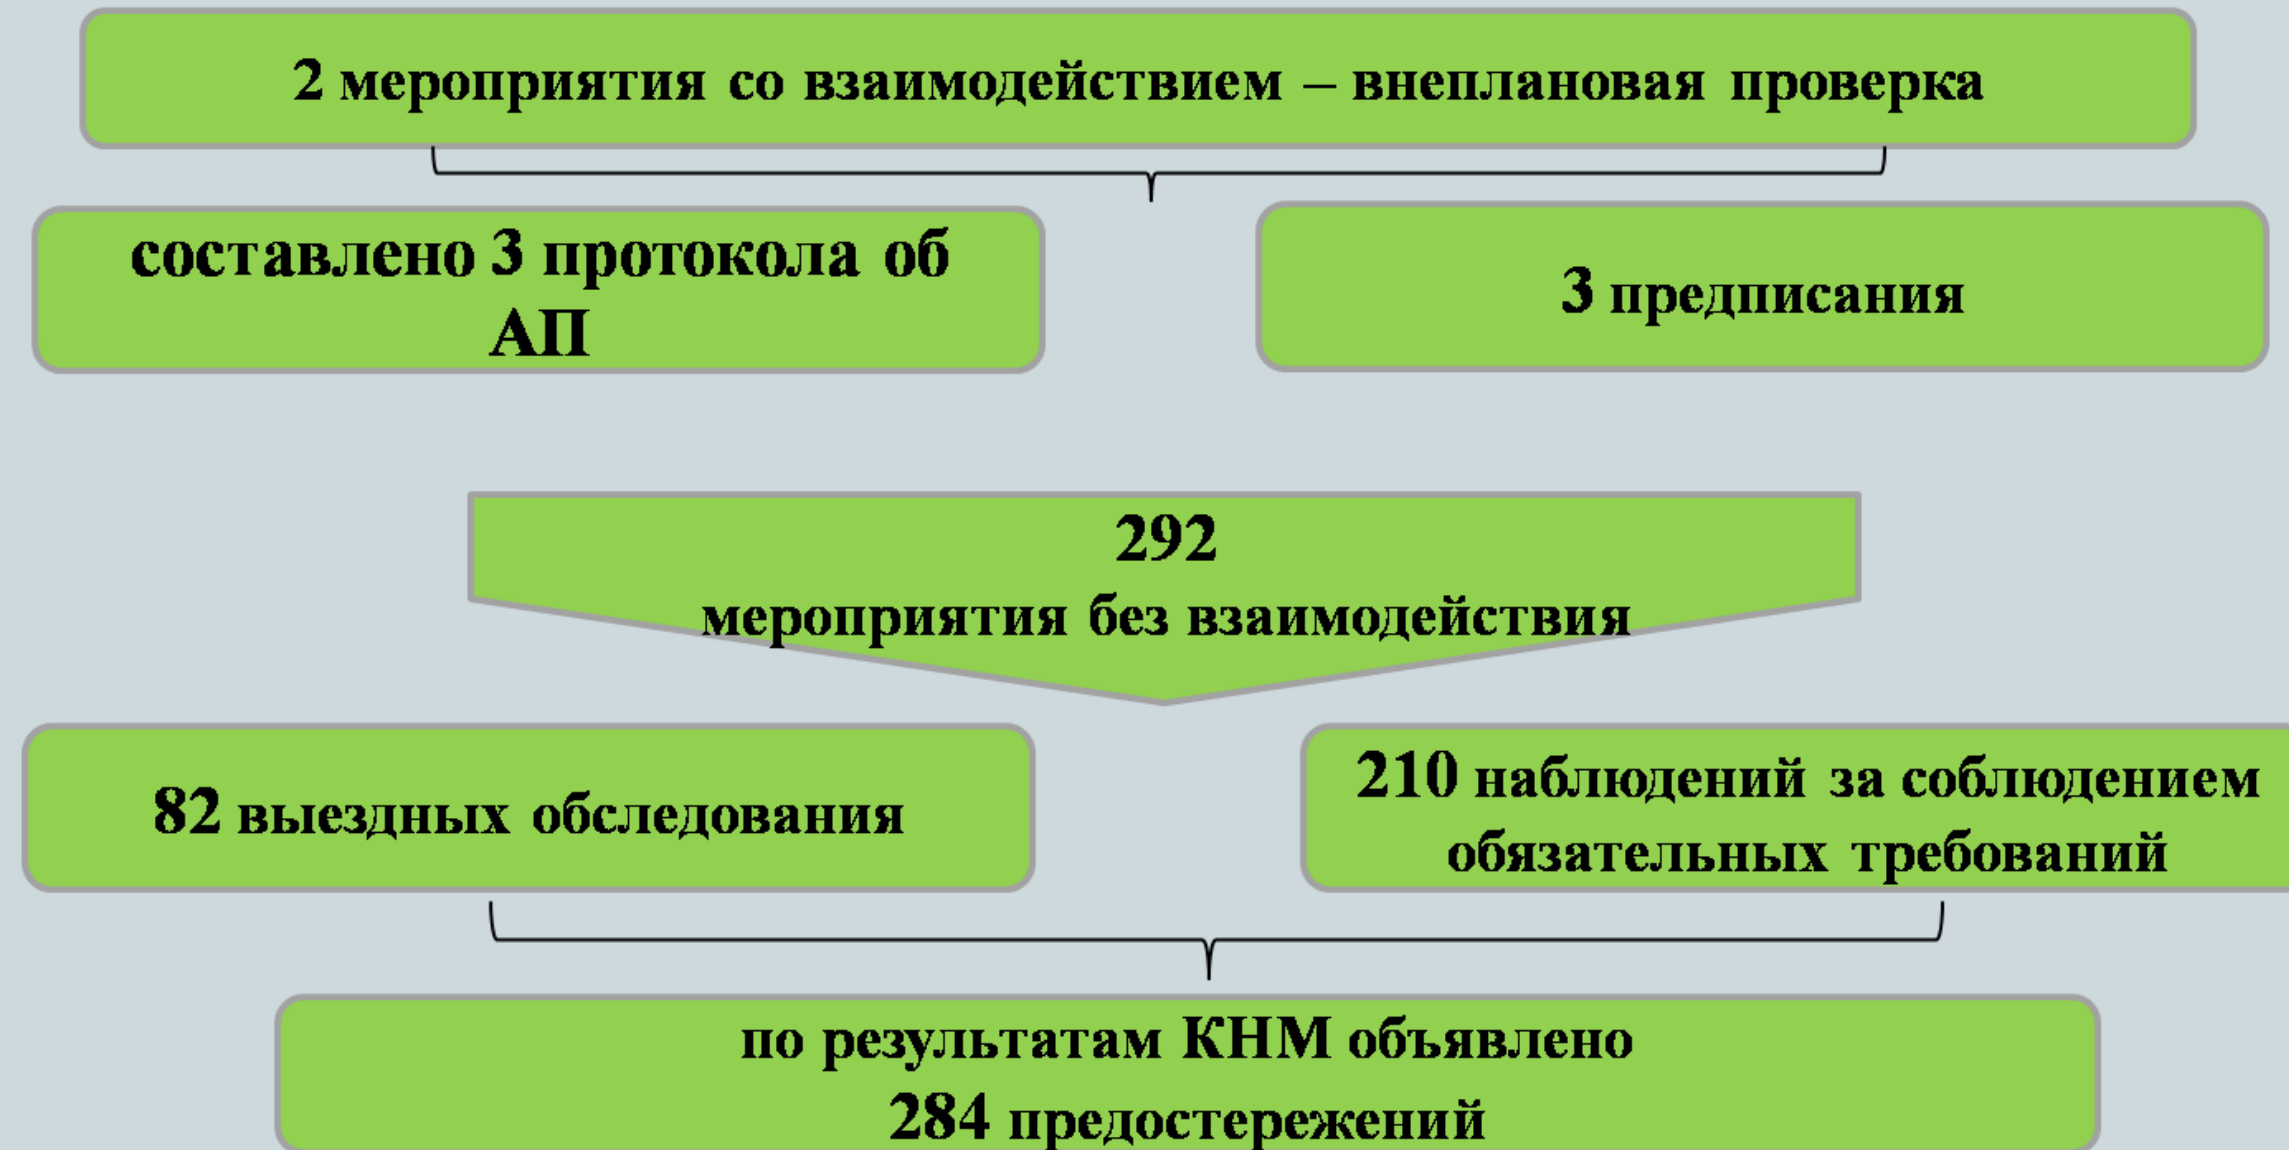 2 мероприятия со взаимодействием – внеплановая проверка
составлено 3 протокола об
АП
3 предписания
292
мероприятия без взаимодействия
82 выездных обследования
210 наблюдений за соблюдением
обязательных требований
по результатам КНМ объявлено
284 предостережений